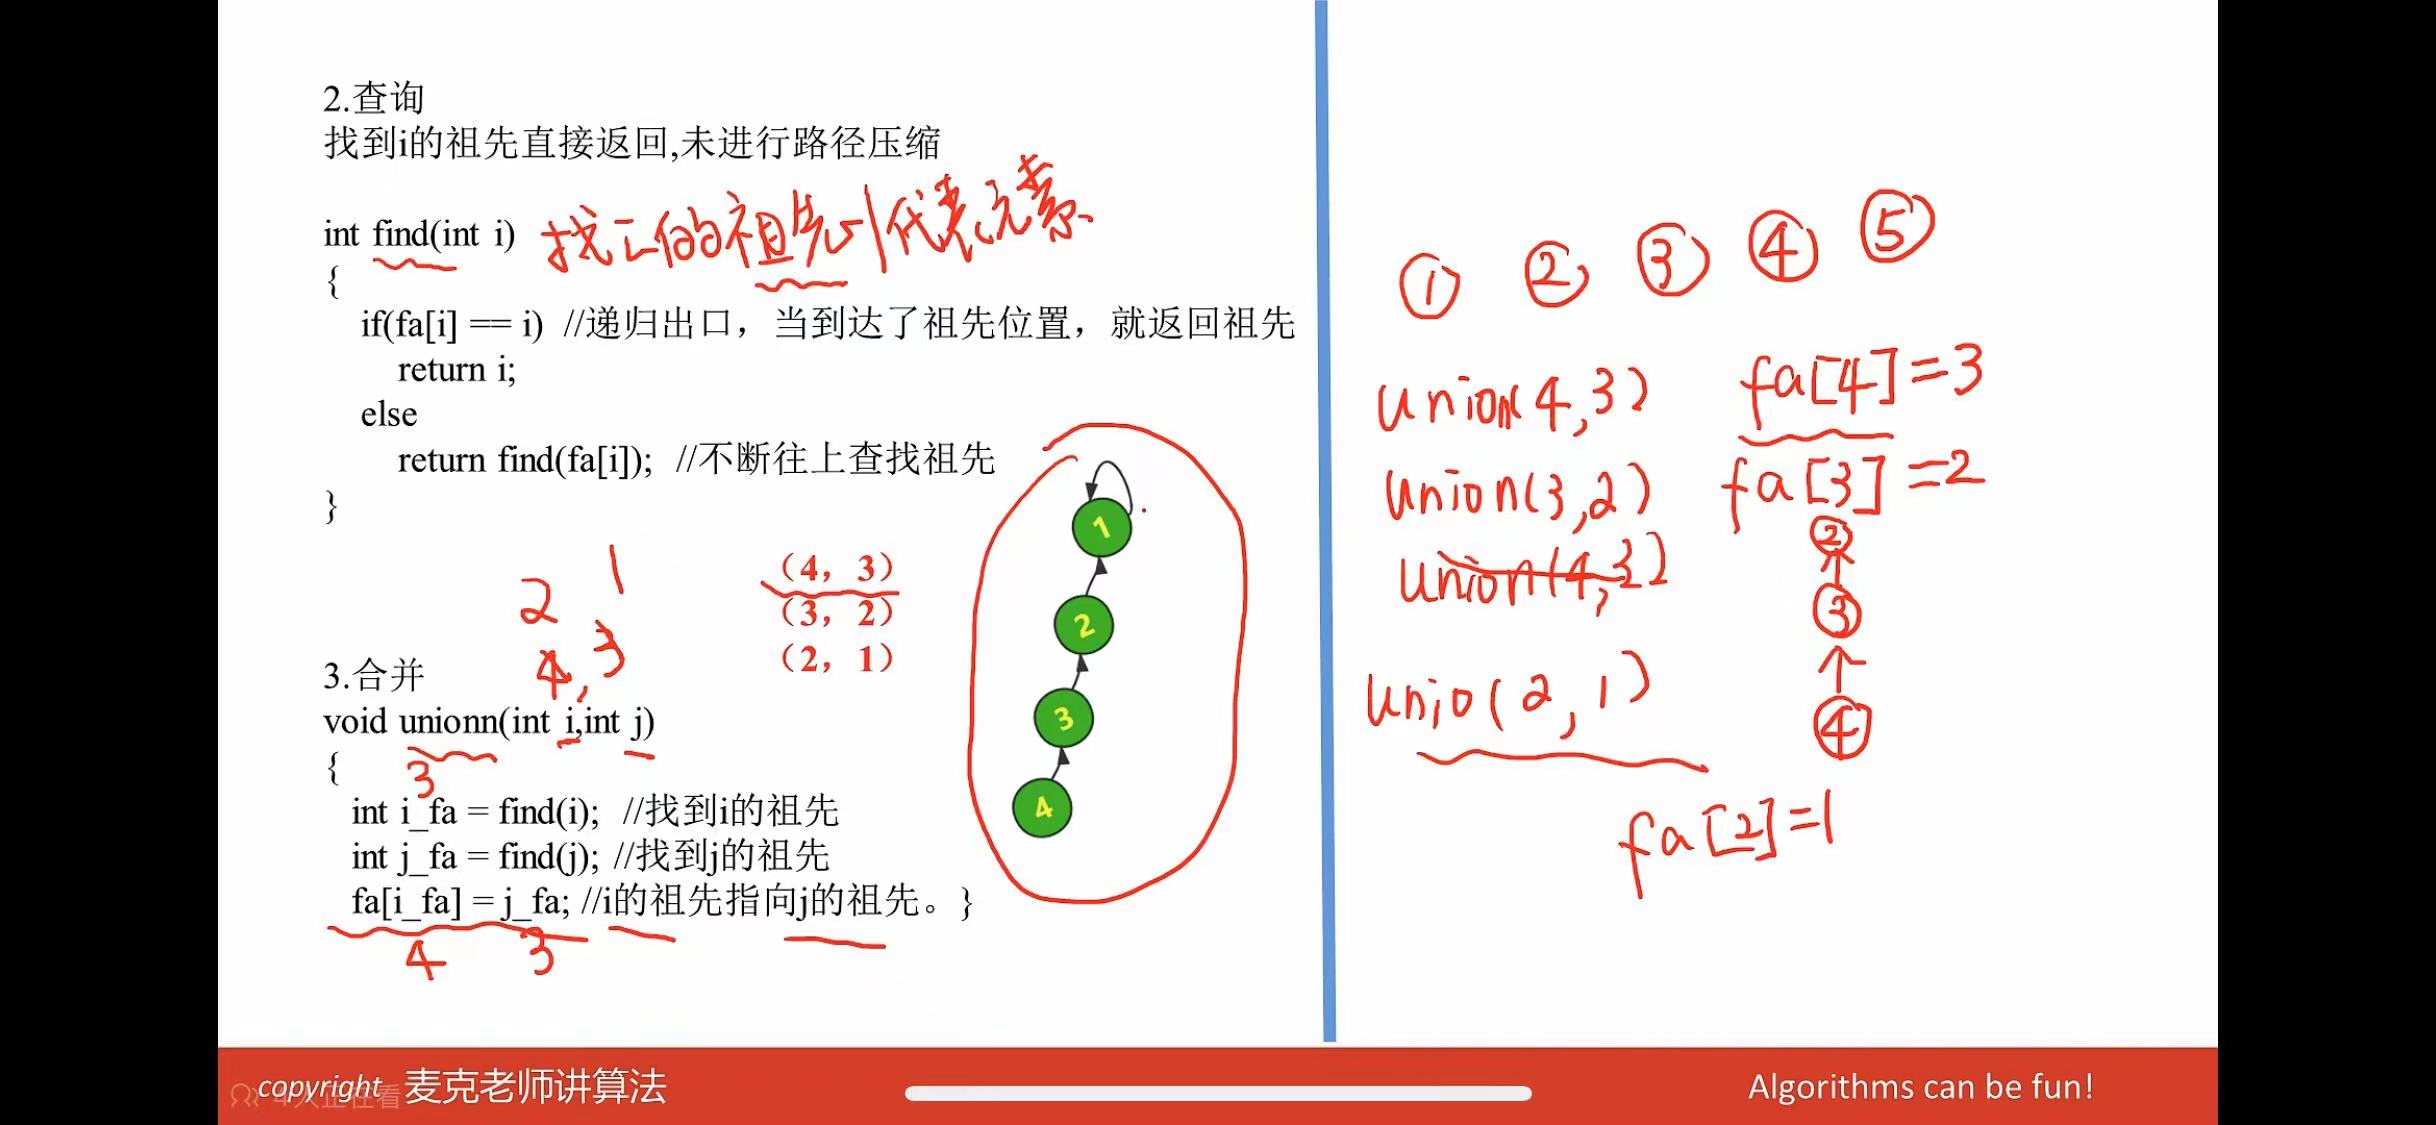 2.查询
找到i的祖先直接返回,未进行路径压缩
int find(int i) 找i的祖先/代表元素
{
if(fa[i] == i) //递归出口，当到达了祖先位置，就返回祖先
return i;
else
return find(fa[i]); //不断往上查找祖先
}
2 1
4,3
(4, 3)
(3, 2)
(2, 1)
1
2
3
4
3.合并
void unionn(int i,int j)
{
3
int i_fa = find(i); //找到i的祖先
int j_fa = find(j); //找到j的祖先
fa[i_fa] = j_fa; //i的祖先指向j的祖先。}
4 3
① ② ③ ④ ⑤
union(4,3) fa[4]=3
union(3,2) fa[3]=2
union(4,3)
②
③
④
unio(2,1)
fa[2]=1
copyright 麦克老师讲算法
4人正在看
Algorithms can be fun!